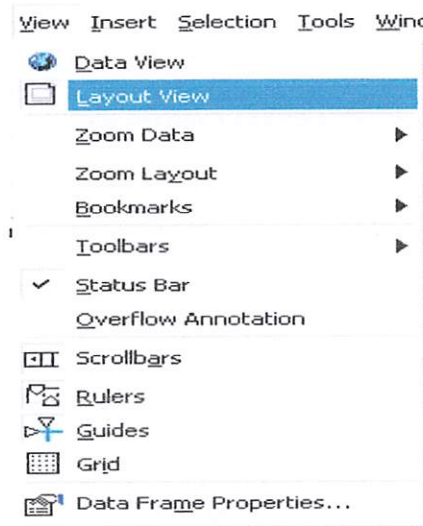 View Insert Selection Tools Wind
Data View
Layout View
Zoom Data
Zoom Layout
Bookmarks
Toolbars
Status Bar
Overflow Annotation
Scrollbars
Rulers
Guides
Grid
Data Frame Properties...